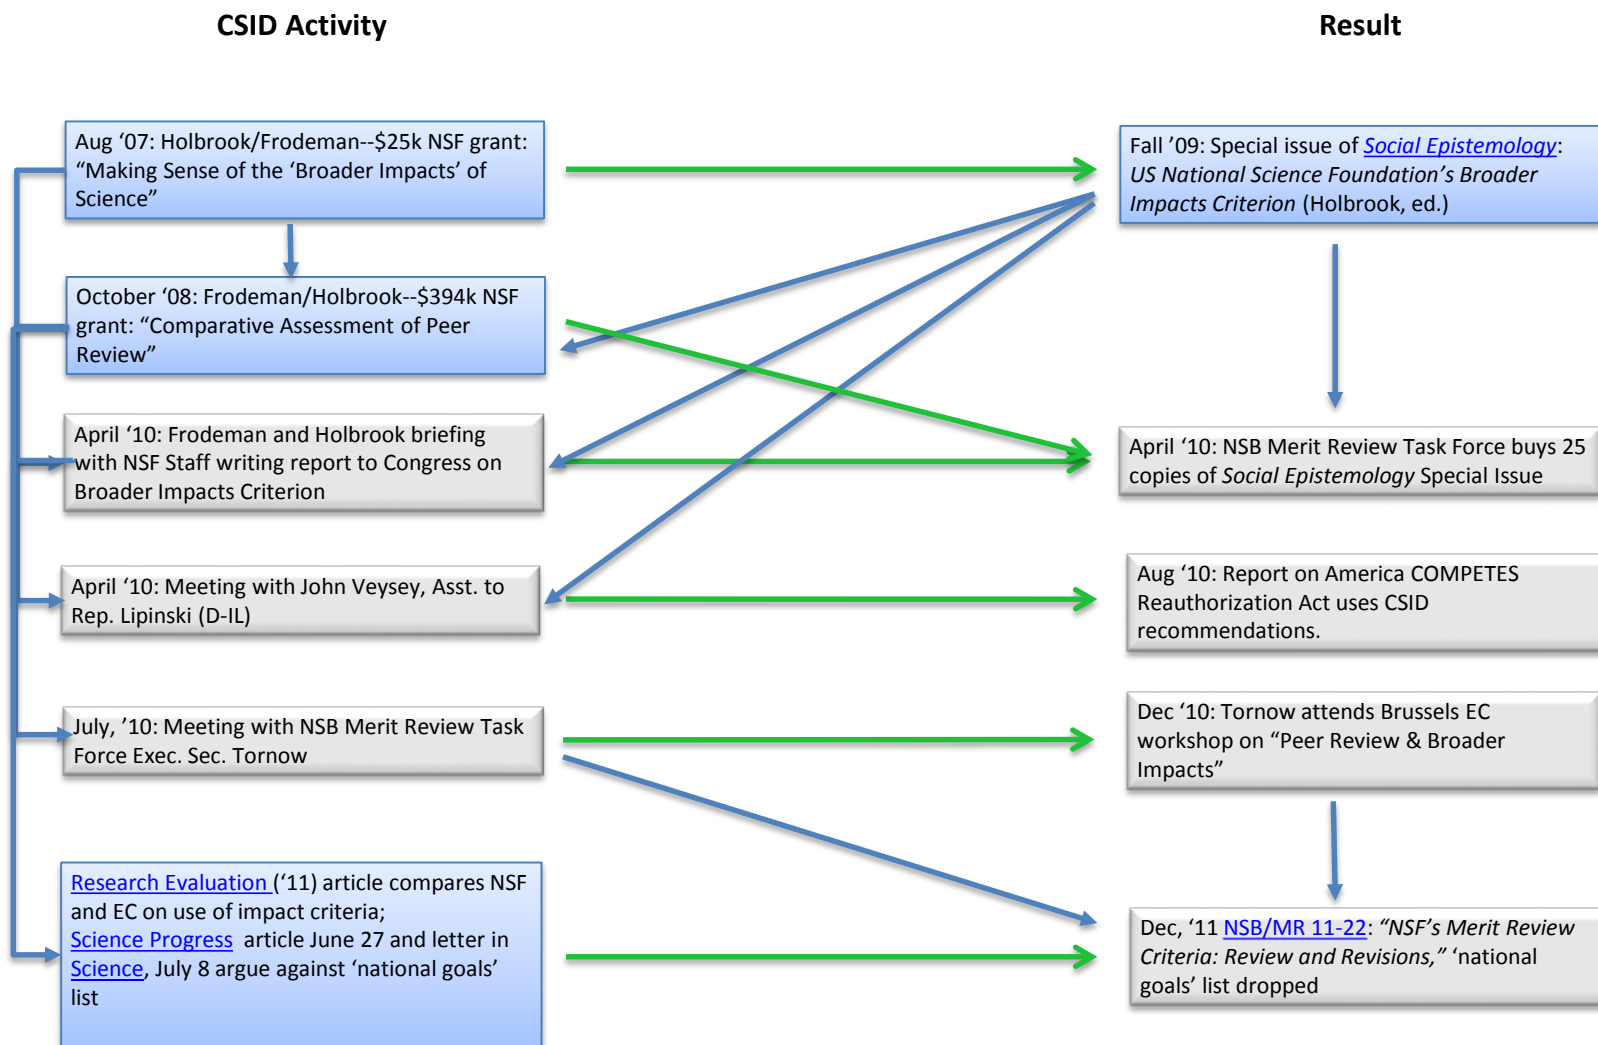 CSID Activity
Result
Aug ‘07: Holbrook/Frodeman--$25k NSF grant:
“Making Sense of the ‘Broader Impacts’ of
Science”
October ‘08: Frodeman/Holbrook--$394k NSF
grant: “Comparative Assessment of Peer
Review”
April ‘10: Frodeman and Holbrook briefing
with NSF Staff writing report to Congress on
Broader Impacts Criterion
April ‘10: Meeting with John Veysey, Asst. to
Rep. Lipinski (D-IL)
July, ’10: Meeting with NSB Merit Review Task
Force Exec. Sec. Tornow
Research Evaluation (‘11) article compares NSF
and EC on use of impact criteria;
Science Progress article June 27 and letter in
Science, July 8 argue against ‘national goals’
list
Fall ’09: Special issue of Social Epistemology:
US National Science Foundation’s Broader
Impacts Criterion (Holbrook, ed.)
April ‘10: NSB Merit Review Task Force buys 25
copies of Social Epistemology Special Issue
Aug ‘10: Report on America COMPETES
Reauthorization Act uses CSID
recommendations.
Dec ‘10: Tornow attends Brussels EC
workshop on “Peer Review & Broader
Impacts”
Dec, ‘11 NSB/MR 11-22: “NSF’s Merit Review
Criteria: Review and Revisions,” ‘national
goals’ list dropped